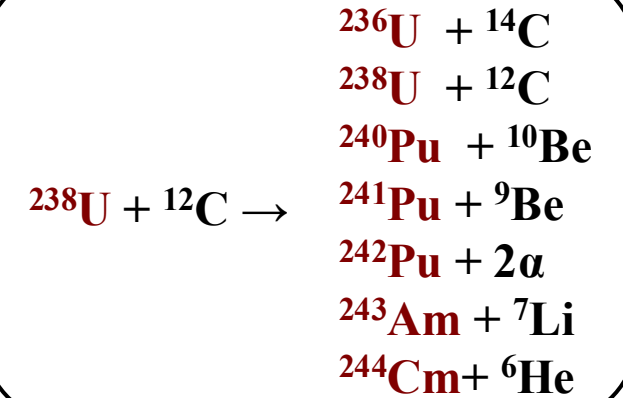 ²³⁶U + ¹⁴C
²³⁸U + ¹²C
²⁴⁰Pu + ¹⁰Be
²³⁸U + ¹²C → ²⁴¹Pu + ⁹Be
²⁴²Pu + 2α
²⁴³Am + ⁷Li
²⁴⁴Cm+ ⁶He